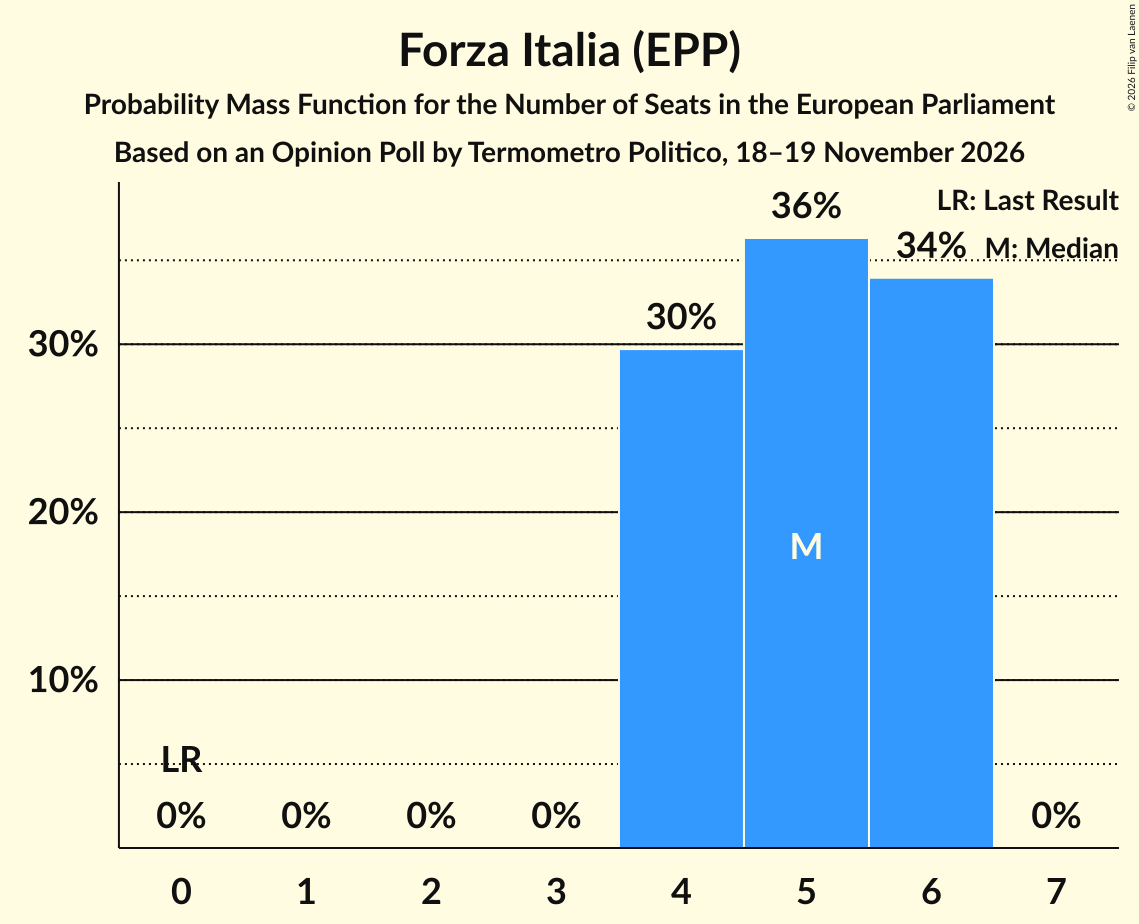 Forza Italia (EPP)
Probability Mass Function for the Number of Seats in the European Parliament
Based on an Opinion Poll by Termometro Politico, 18–19 November 2026
© 2026 Filip van Laenen
LR: Last Result
M: Median
36%
34%
30%
30%
20%
M
10%
LR
0% 0% 0% 0% 0%
0 1 2 3 4 5 6 7